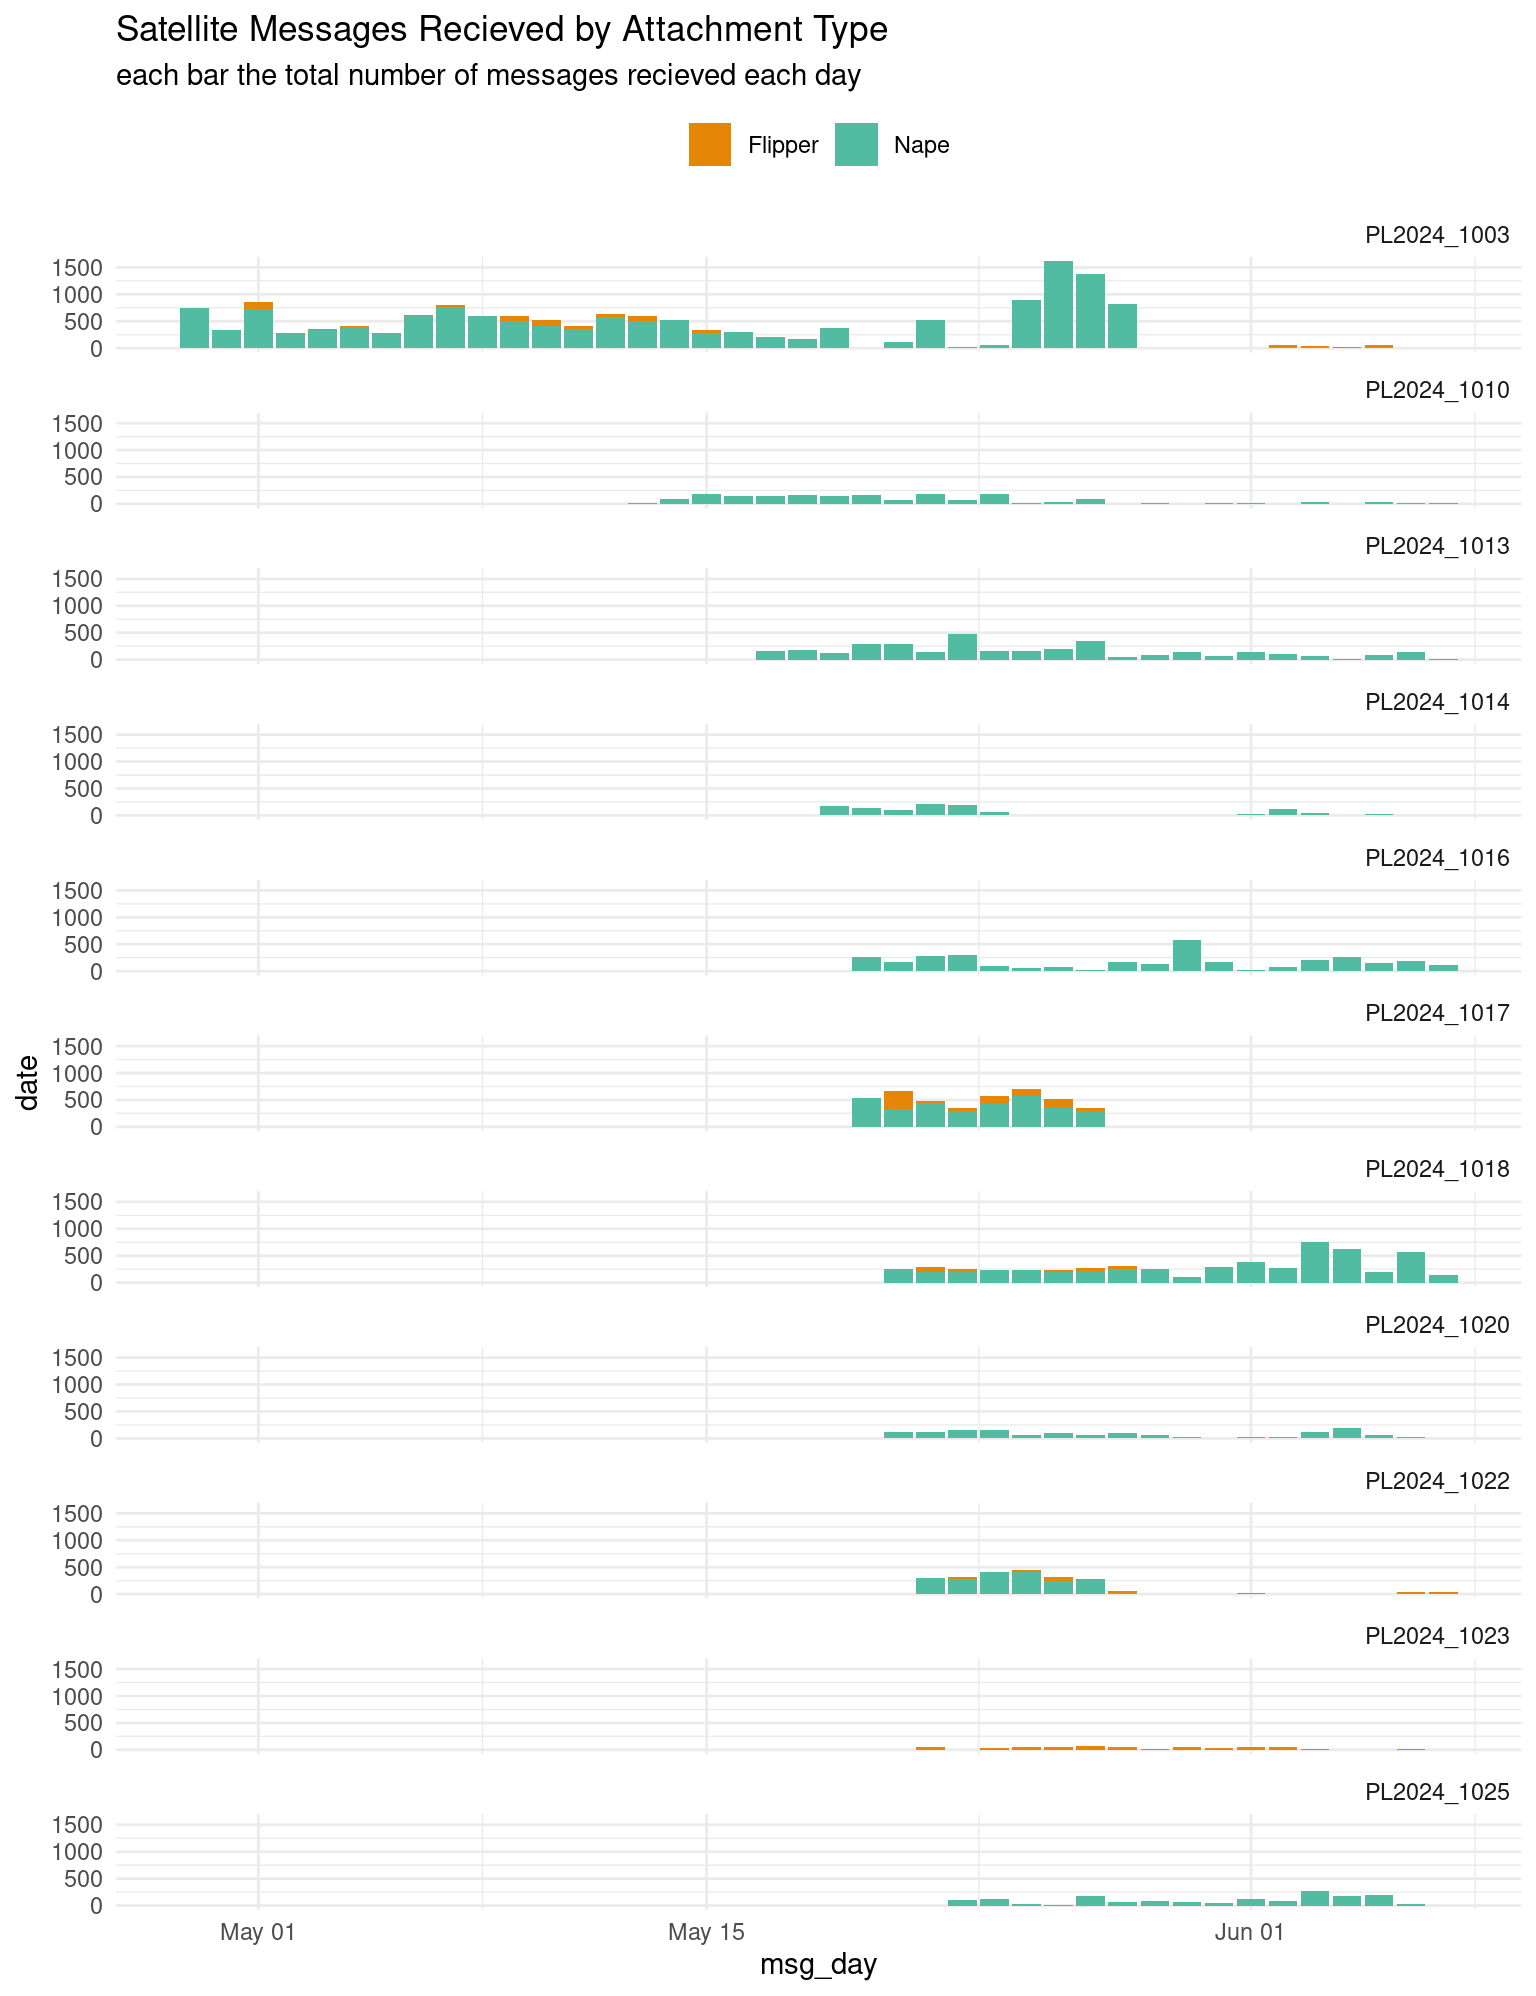 Satellite Messages Recieved by Attachment Type
each bar the total number of messages recieved each day
Flipper Nape
PL2024_1003
1500
1000
500
0
PL2024_1010
1500
1000
500
0
PL2024_1013
1500
1000
500
0
PL2024_1014
1500
1000
500
0
PL2024_1016
1500
1000
500
0
PL2024_1017
1500
1000
500
0
date
PL2024_1018
1500
1000
500
0
PL2024_1020
1500
1000
500
0
PL2024_1022
1500
1000
500
0
PL2024_1023
1500
1000
500
0
PL2024_1025
1500
1000
500
0
May 01 May 15 Jun 01
msg_day